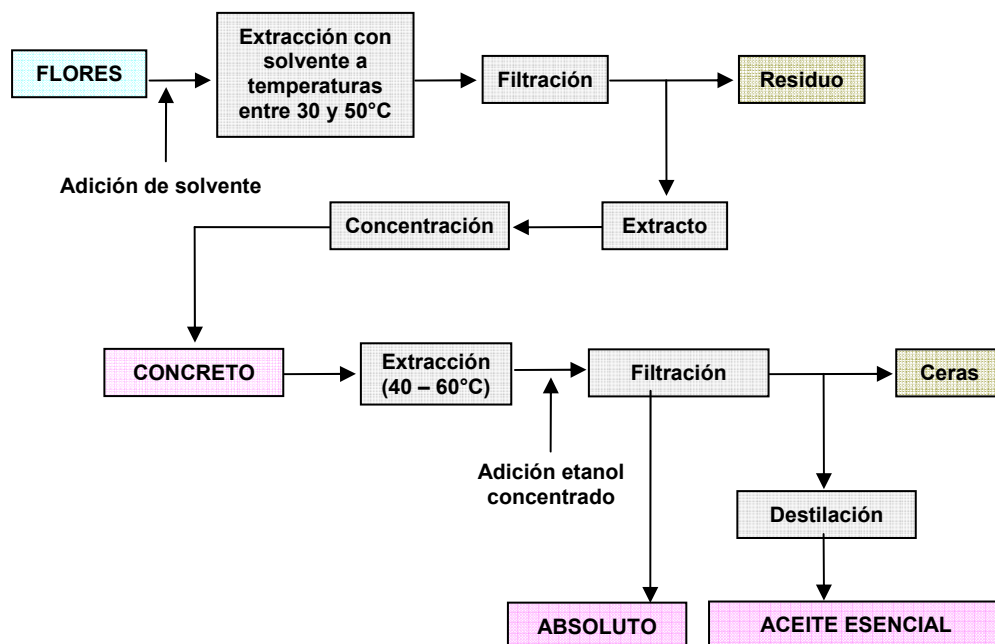 FLORES
Extracción con
solvente a
temperaturas
entre 30 y 50°C
Filtración
Residuo
Adición de solvente
Concentración
Extracto
CONCRETO
Extracción
(40 – 60°C)
Filtración
Ceras
Adición etanol
concentrado
Destilación
ABSOLUTO
ACEITE ESENCIAL